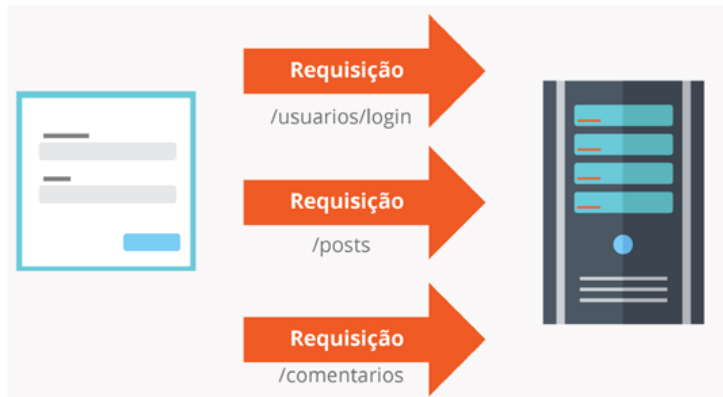 Requisição
/usuarios/login
Requisição
/posts
Requisição
/comentarios